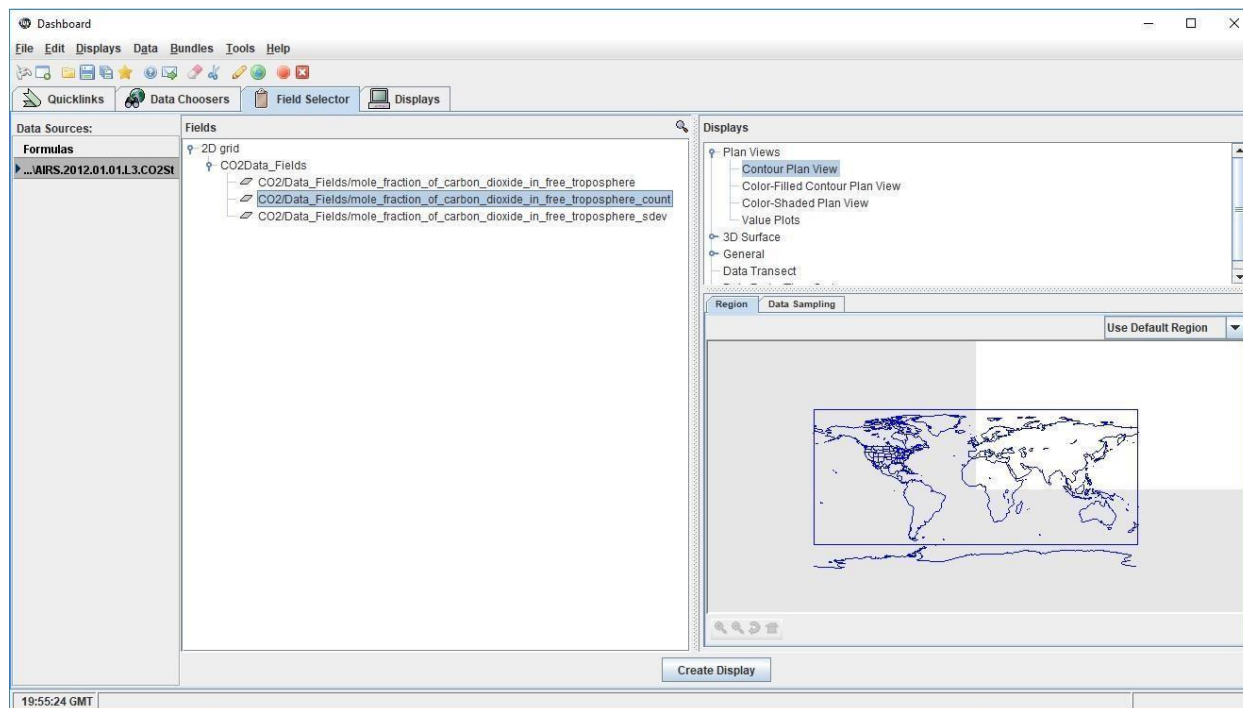 Dashboard
File Edit Displays Data Bundles Tools Help
Quicklinks Data Choosers Field Selector Displays
Data Sources:
Formulas
...\AIRS.2012.01.01.L3.CO2St
Fields
2D grid
CO2Data_Fields
CO2/Data_Fields/mole_fraction_of_carbon_dioxide_in_free_troposphere
CO2/Data_Fields/mole_fraction_of_carbon_dioxide_in_free_troposphere_count
CO2/Data_Fields/mole_fraction_of_carbon_dioxide_in_free_troposphere_sdev
Displays
Plan Views
Contour Plan View
Color-Filled Contour Plan View
Color-Shaded Plan View
Value Plots
3D Surface
General
Data Transect
Region Data Sampling
Use Default Region
Create Display
19:55:24 GMT